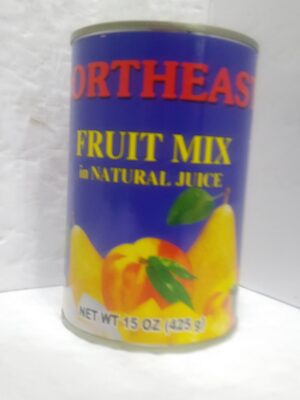 ORTHEAS
FRUIT MIX
in NATURAL JUICE
NET WT 15 OZ (425 g)